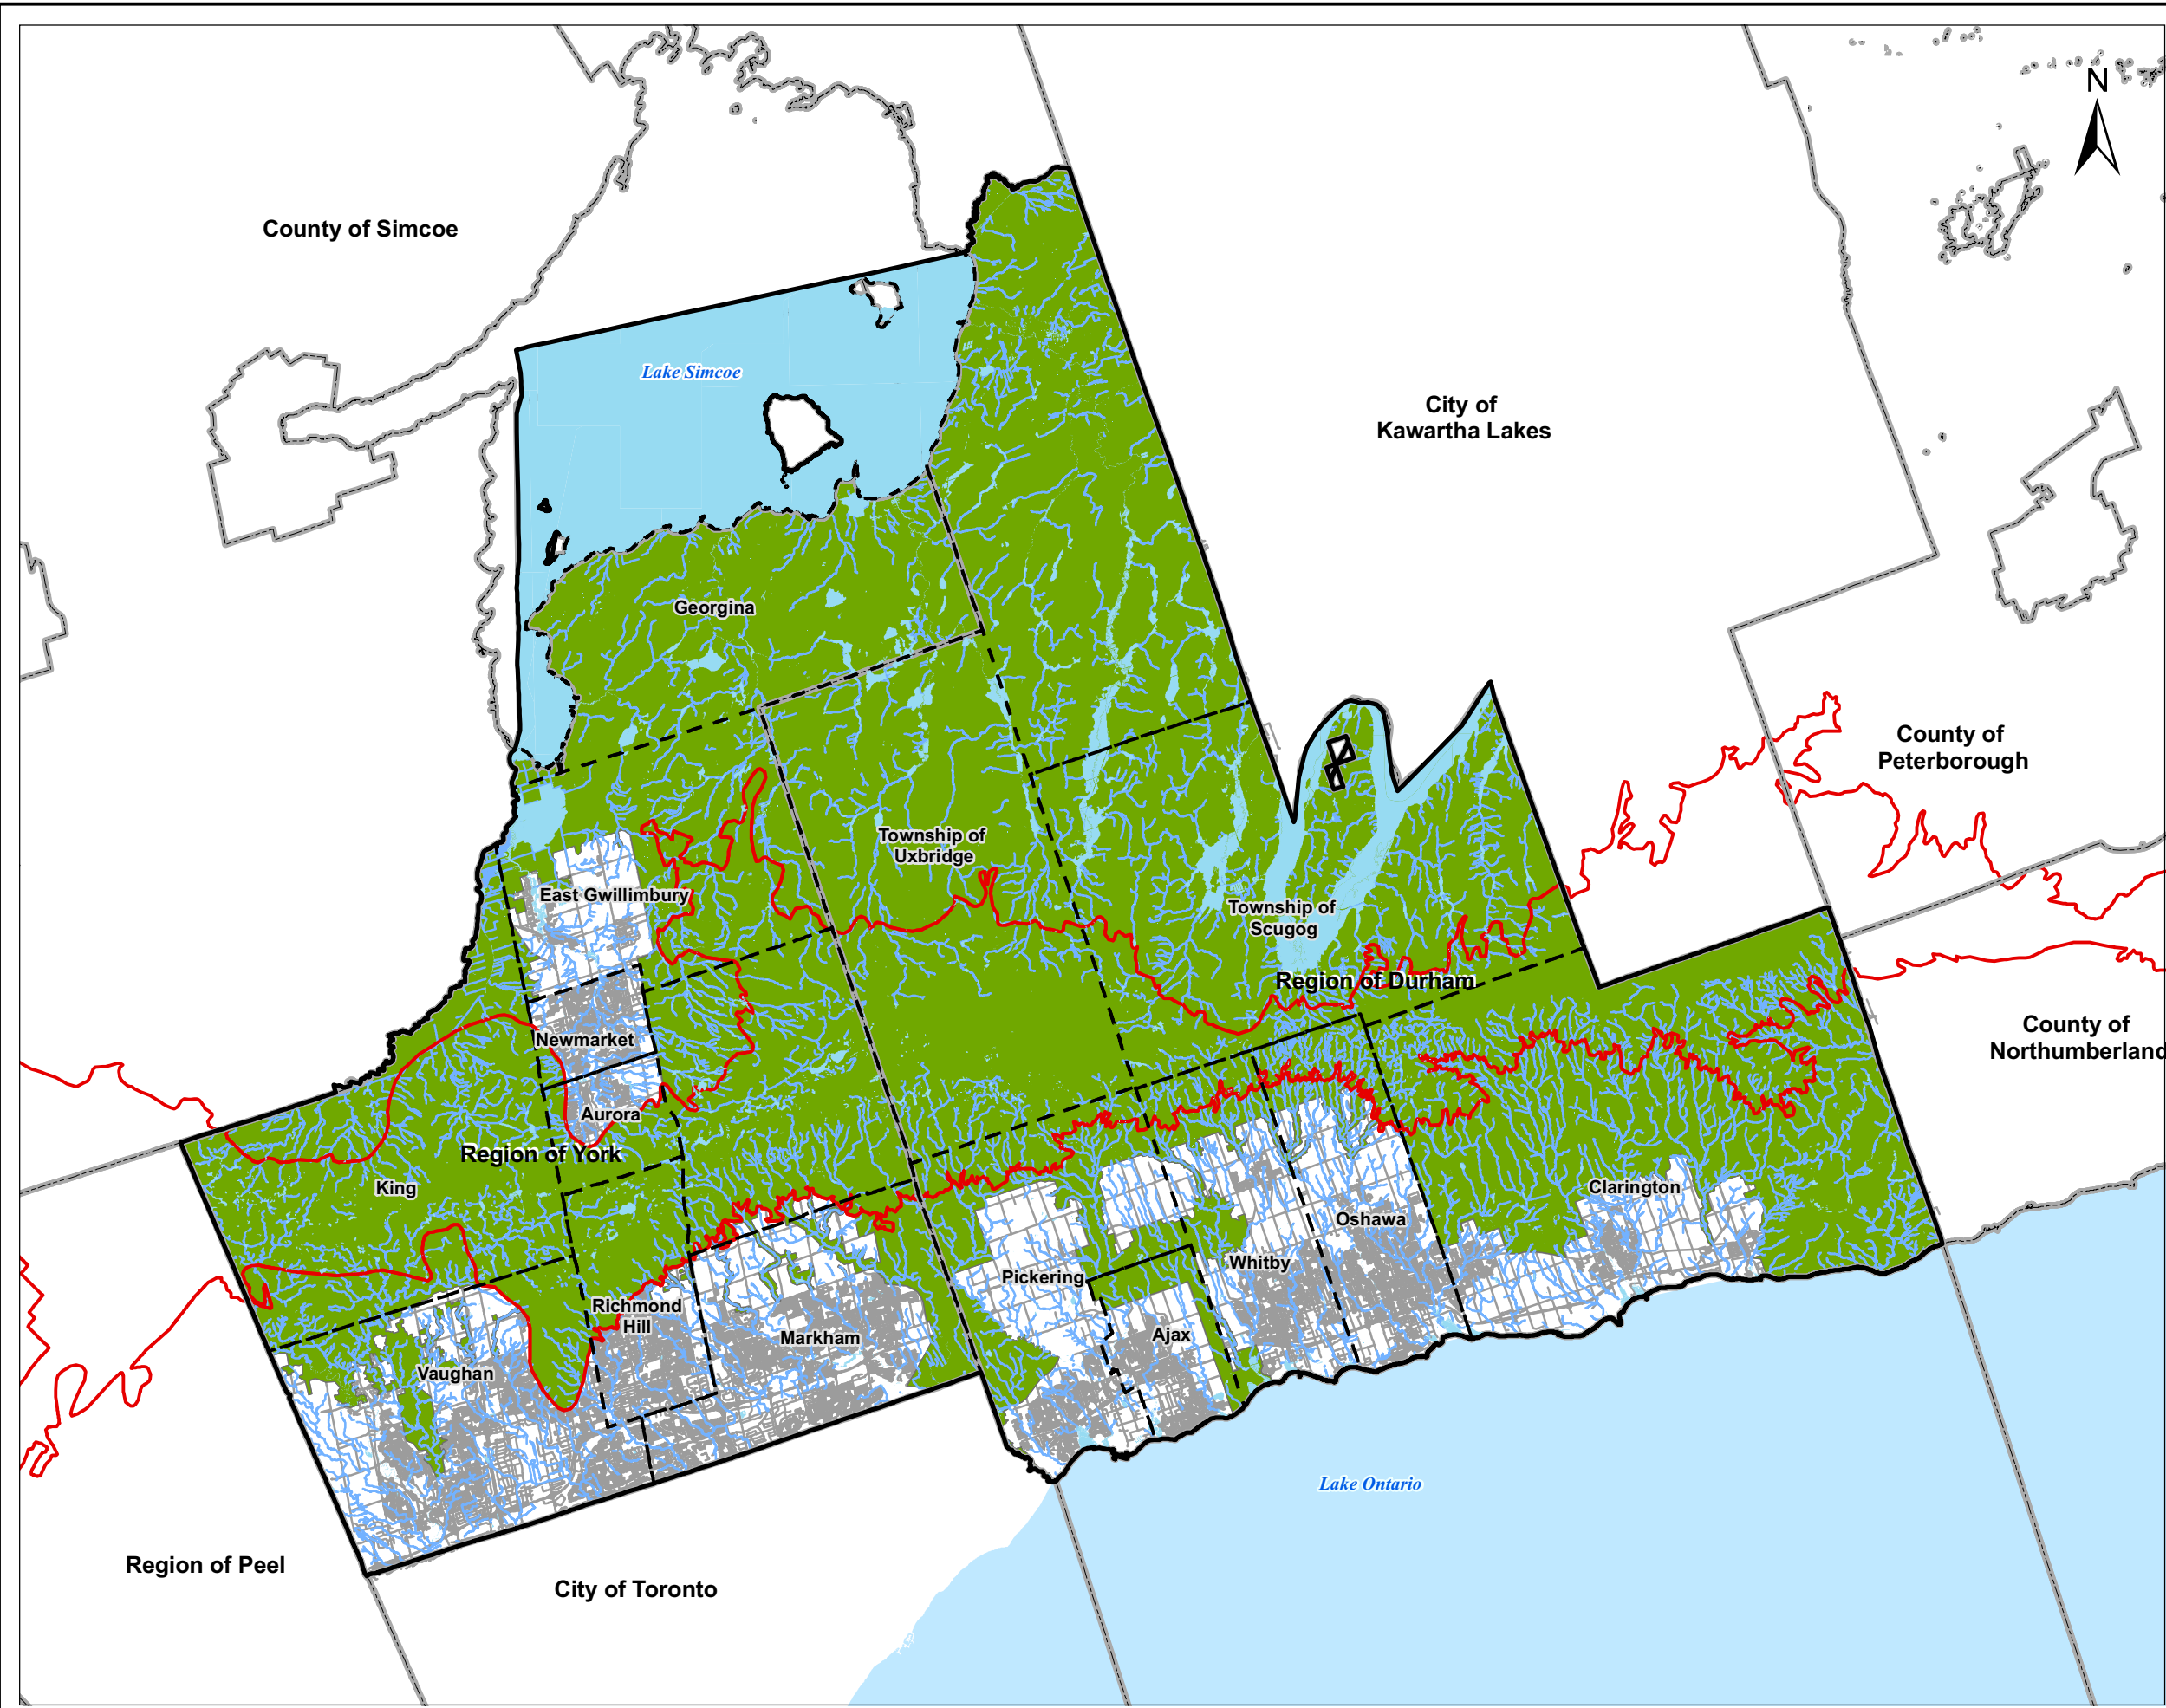 N
County of Simcoe
Lake Simcoe
City of
Kawartha Lakes
Georgina
County of
Peterborough
Township of
Uxbridge
East Gwillimbury
Township of
Scugog
Region of Durham
County of
Northumberland
Newmarket
Aurora
Region of York
King
Clarington
Oshawa
Whitby
Pickering
Richmond
Hill
Markham
Ajax
Vaughan
Lake Ontario
Region of Peel
City of Toronto